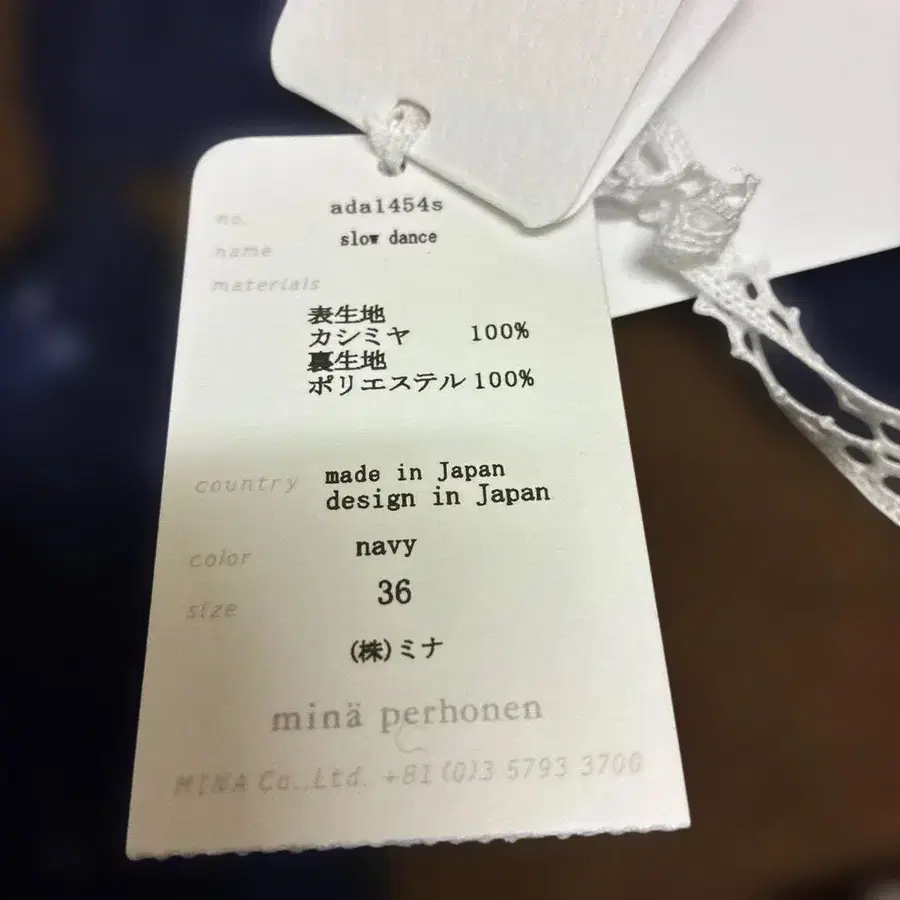 no. ada1454s
name slow dance
materials
表生地
カシミヤ 100%
裏生地
ポリエステル 100%
country made in Japan
design in Japan
color navy
size 36
(株)ミナ
minä perhonen
MINA Co.,Ltd. +81(0)3 5793 3700